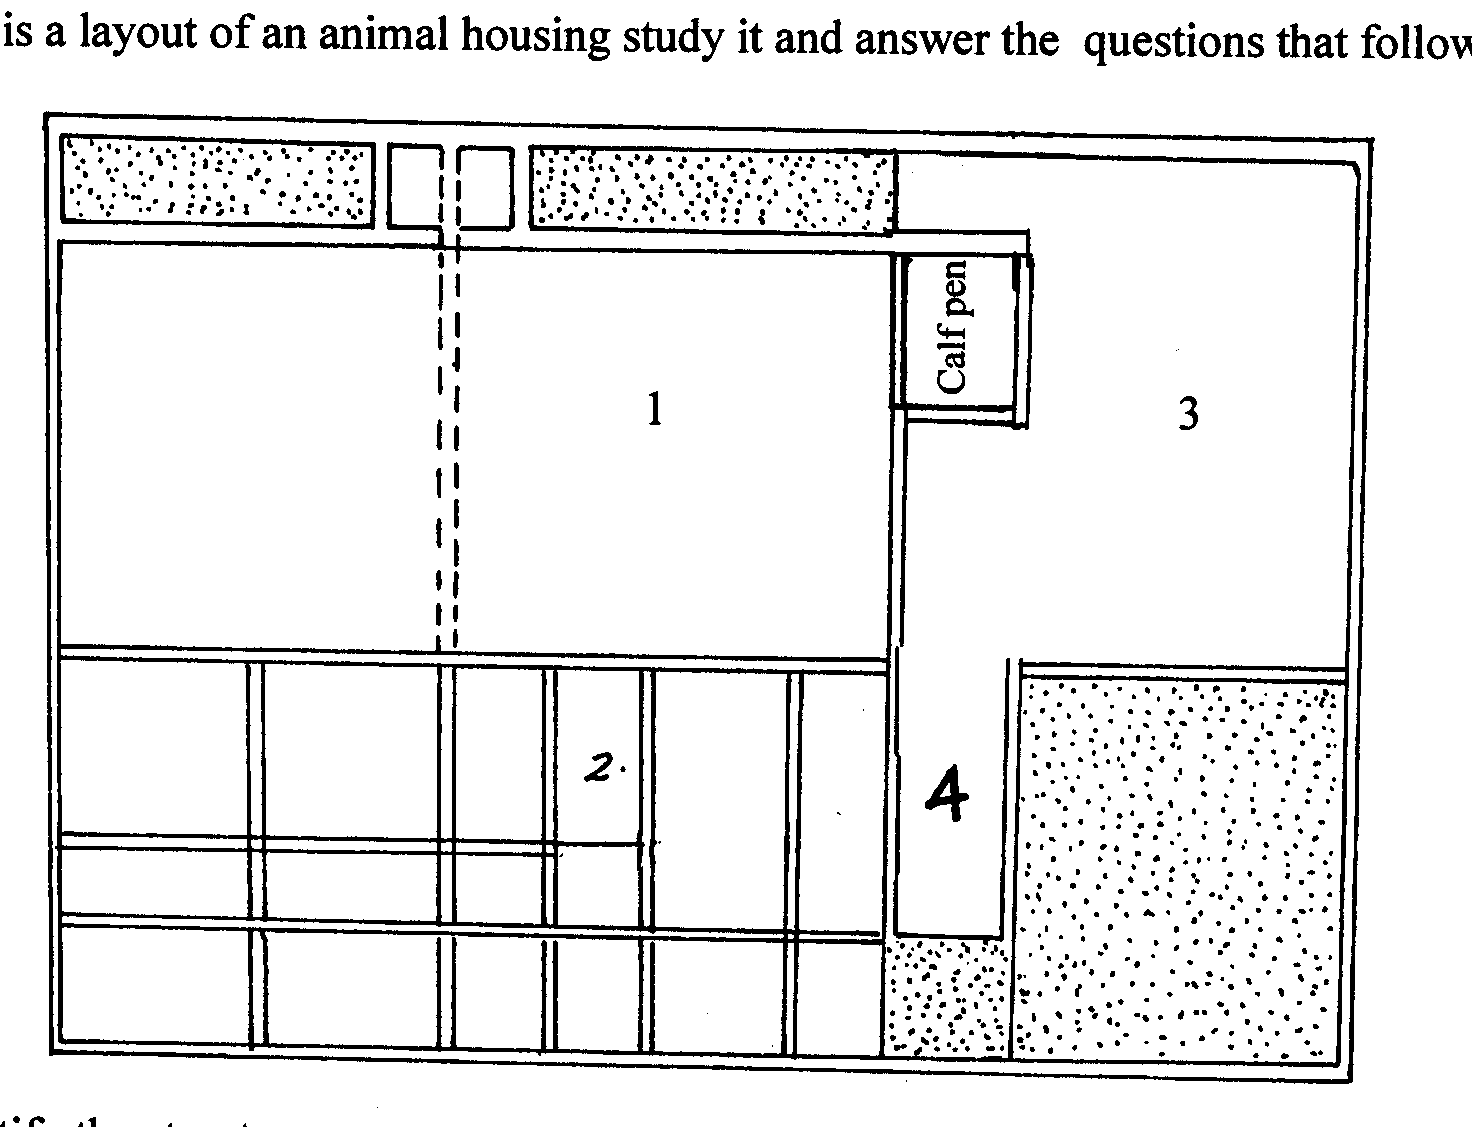 is a layout of an animal housing study it and answer the questions that follow
Calf pen
1
3
2.
4